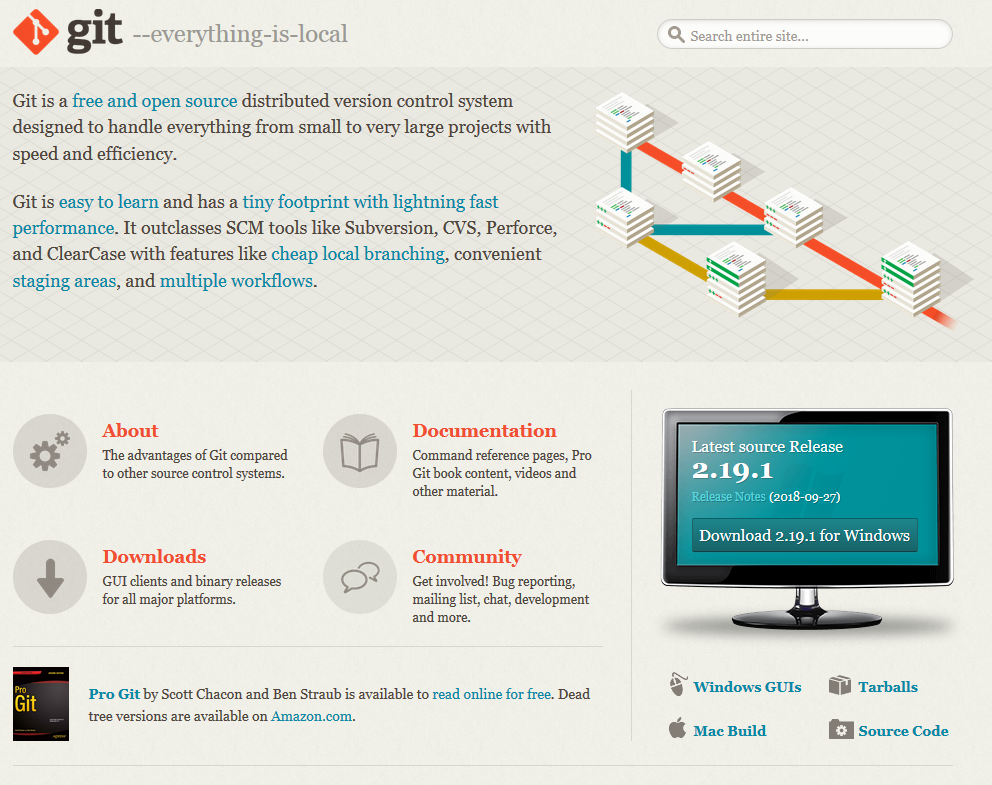 git --everything-is-local
Search entire site...
Git is a free and open source distributed version control system
designed to handle everything from small to very large projects with
speed and efficiency.
Git is easy to learn and has a tiny footprint with lightning fast
performance. It outclasses SCM tools like Subversion, CVS, Perforce,
and ClearCase with features like cheap local branching, convenient
staging areas, and multiple workflows.
About
The advantages of Git compared
to other source control systems.
Documentation
Command reference pages, Pro
Git book content, videos and
other material.
Downloads
GUI clients and binary releases
for all major platforms.
Community
Get involved! Bug reporting,
mailing list, chat, development
and more.
Pro
Git
Pro Git by Scott Chacon and Ben Straub is available to read online for free. Dead
tree versions are available on Amazon.com.
Latest source Release
2.19.1
Release Notes (2018-09-27)
Download 2.19.1 for Windows
Windows GUIs
Tarballs
Mac Build
Source Code